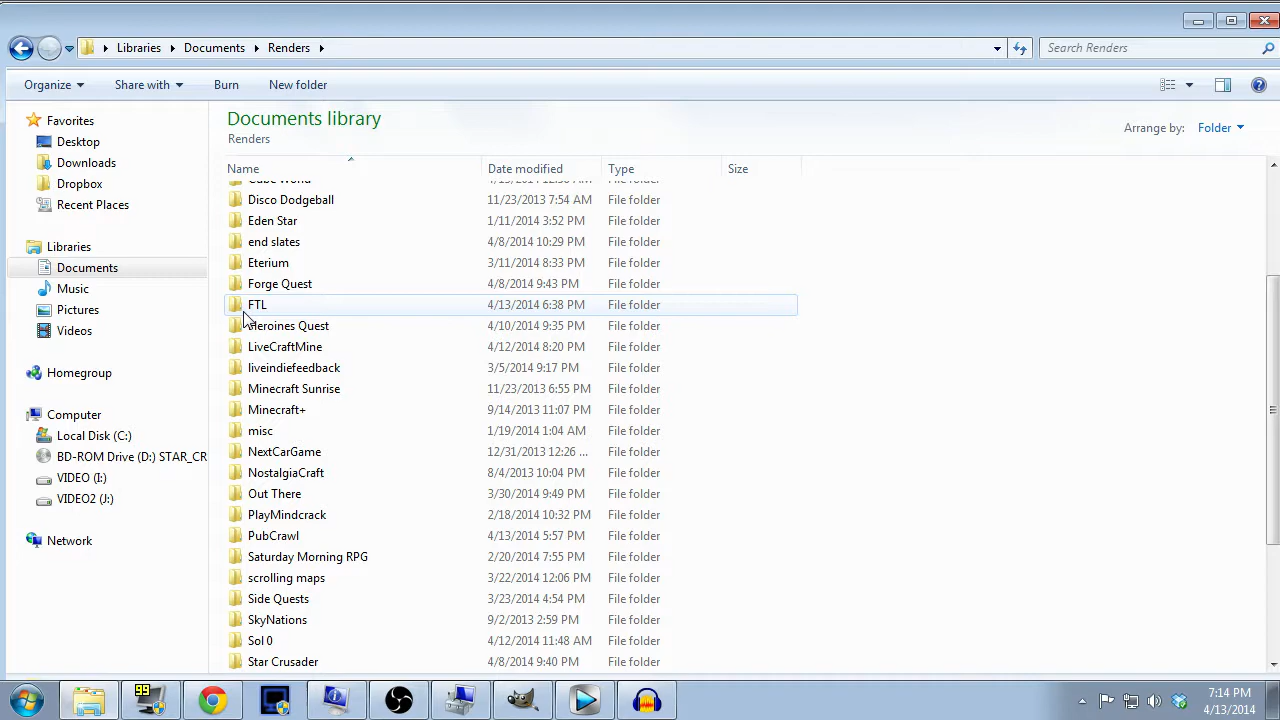 Libraries Documents Renders
Search Renders
Organize Share with Burn New folder
Favorites
Desktop
Downloads
Dropbox
Recent Places
Libraries
Documents
Music
Pictures
Videos
Homegroup
Computer
Local Disk (C:)
BD-ROM Drive (D:) STAR_CR
VIDEO (I:)
VIDEO2 (J:)
Network
Documents library
Renders
Arrange by: Folder
Name Date modified Type Size
Disco Dodgeball 11/23/2013 7:54 AM File folder
Eden Star 1/11/2014 3:52 PM File folder
end slates 4/8/2014 10:29 PM File folder
Eterium 3/11/2014 8:33 PM File folder
Forge Quest 4/8/2014 9:43 PM File folder
FTL 4/13/2014 6:38 PM File folder
Heroines Quest 4/10/2014 9:35 PM File folder
LiveCraftMine 4/12/2014 8:20 PM File folder
liveindiefeedback 3/5/2014 9:17 PM File folder
Minecraft Sunrise 11/23/2013 6:55 PM File folder
Minecraft+ 9/14/2013 11:07 PM File folder
misc 1/19/2014 1:04 AM File folder
NextCarGame 12/31/2013 12:26 ... File folder
NostalgiaCraft 8/4/2013 10:04 PM File folder
Out There 3/30/2014 9:49 PM File folder
PlayMindcrack 2/18/2014 10:32 PM File folder
PubCrawl 4/13/2014 5:57 PM File folder
Saturday Morning RPG 2/20/2014 7:55 PM File folder
scrolling maps 3/22/2014 12:06 PM File folder
Side Quests 3/23/2014 4:54 PM File folder
SkyNations 9/2/2013 2:59 PM File folder
Sol 0 4/12/2014 11:48 AM File folder
Star Crusader 4/8/2014 9:40 PM File folder
99
7:14 PM
4/13/2014